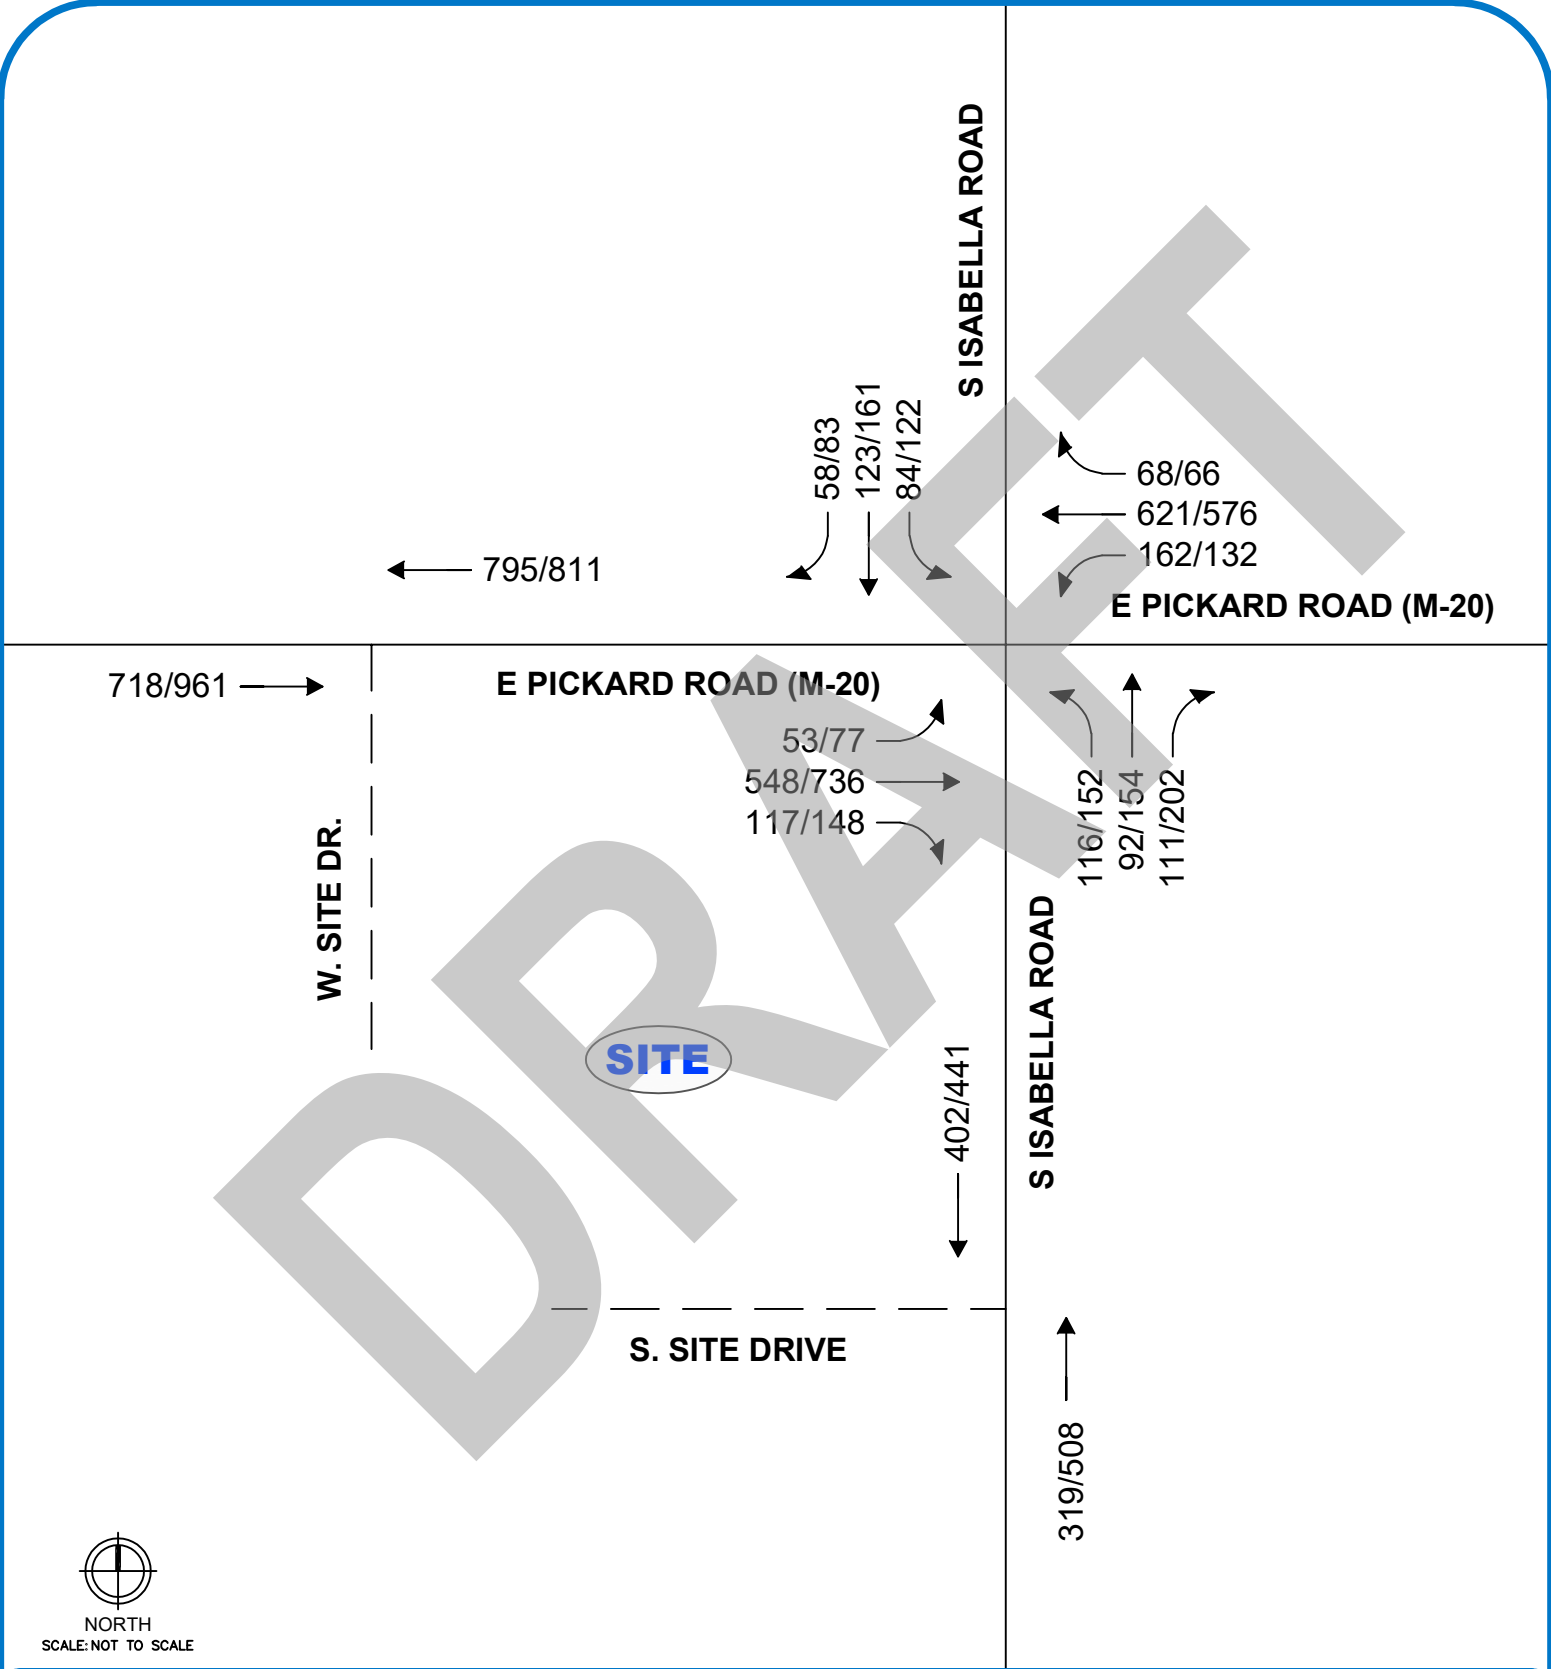 S ISABELLA ROAD
58/83
123/161
84/122
68/66
621/576
162/132
795/811
E PICKARD ROAD (M-20)
718/961
E PICKARD ROAD (M-20)
53/77
548/736
117/148
116/152
92/154
111/202
W. SITE DR.
S ISABELLA ROAD
SITE
402/441
S. SITE DRIVE
319/508
NORTH
SCALE: NOT TO SCALE
DRAFT